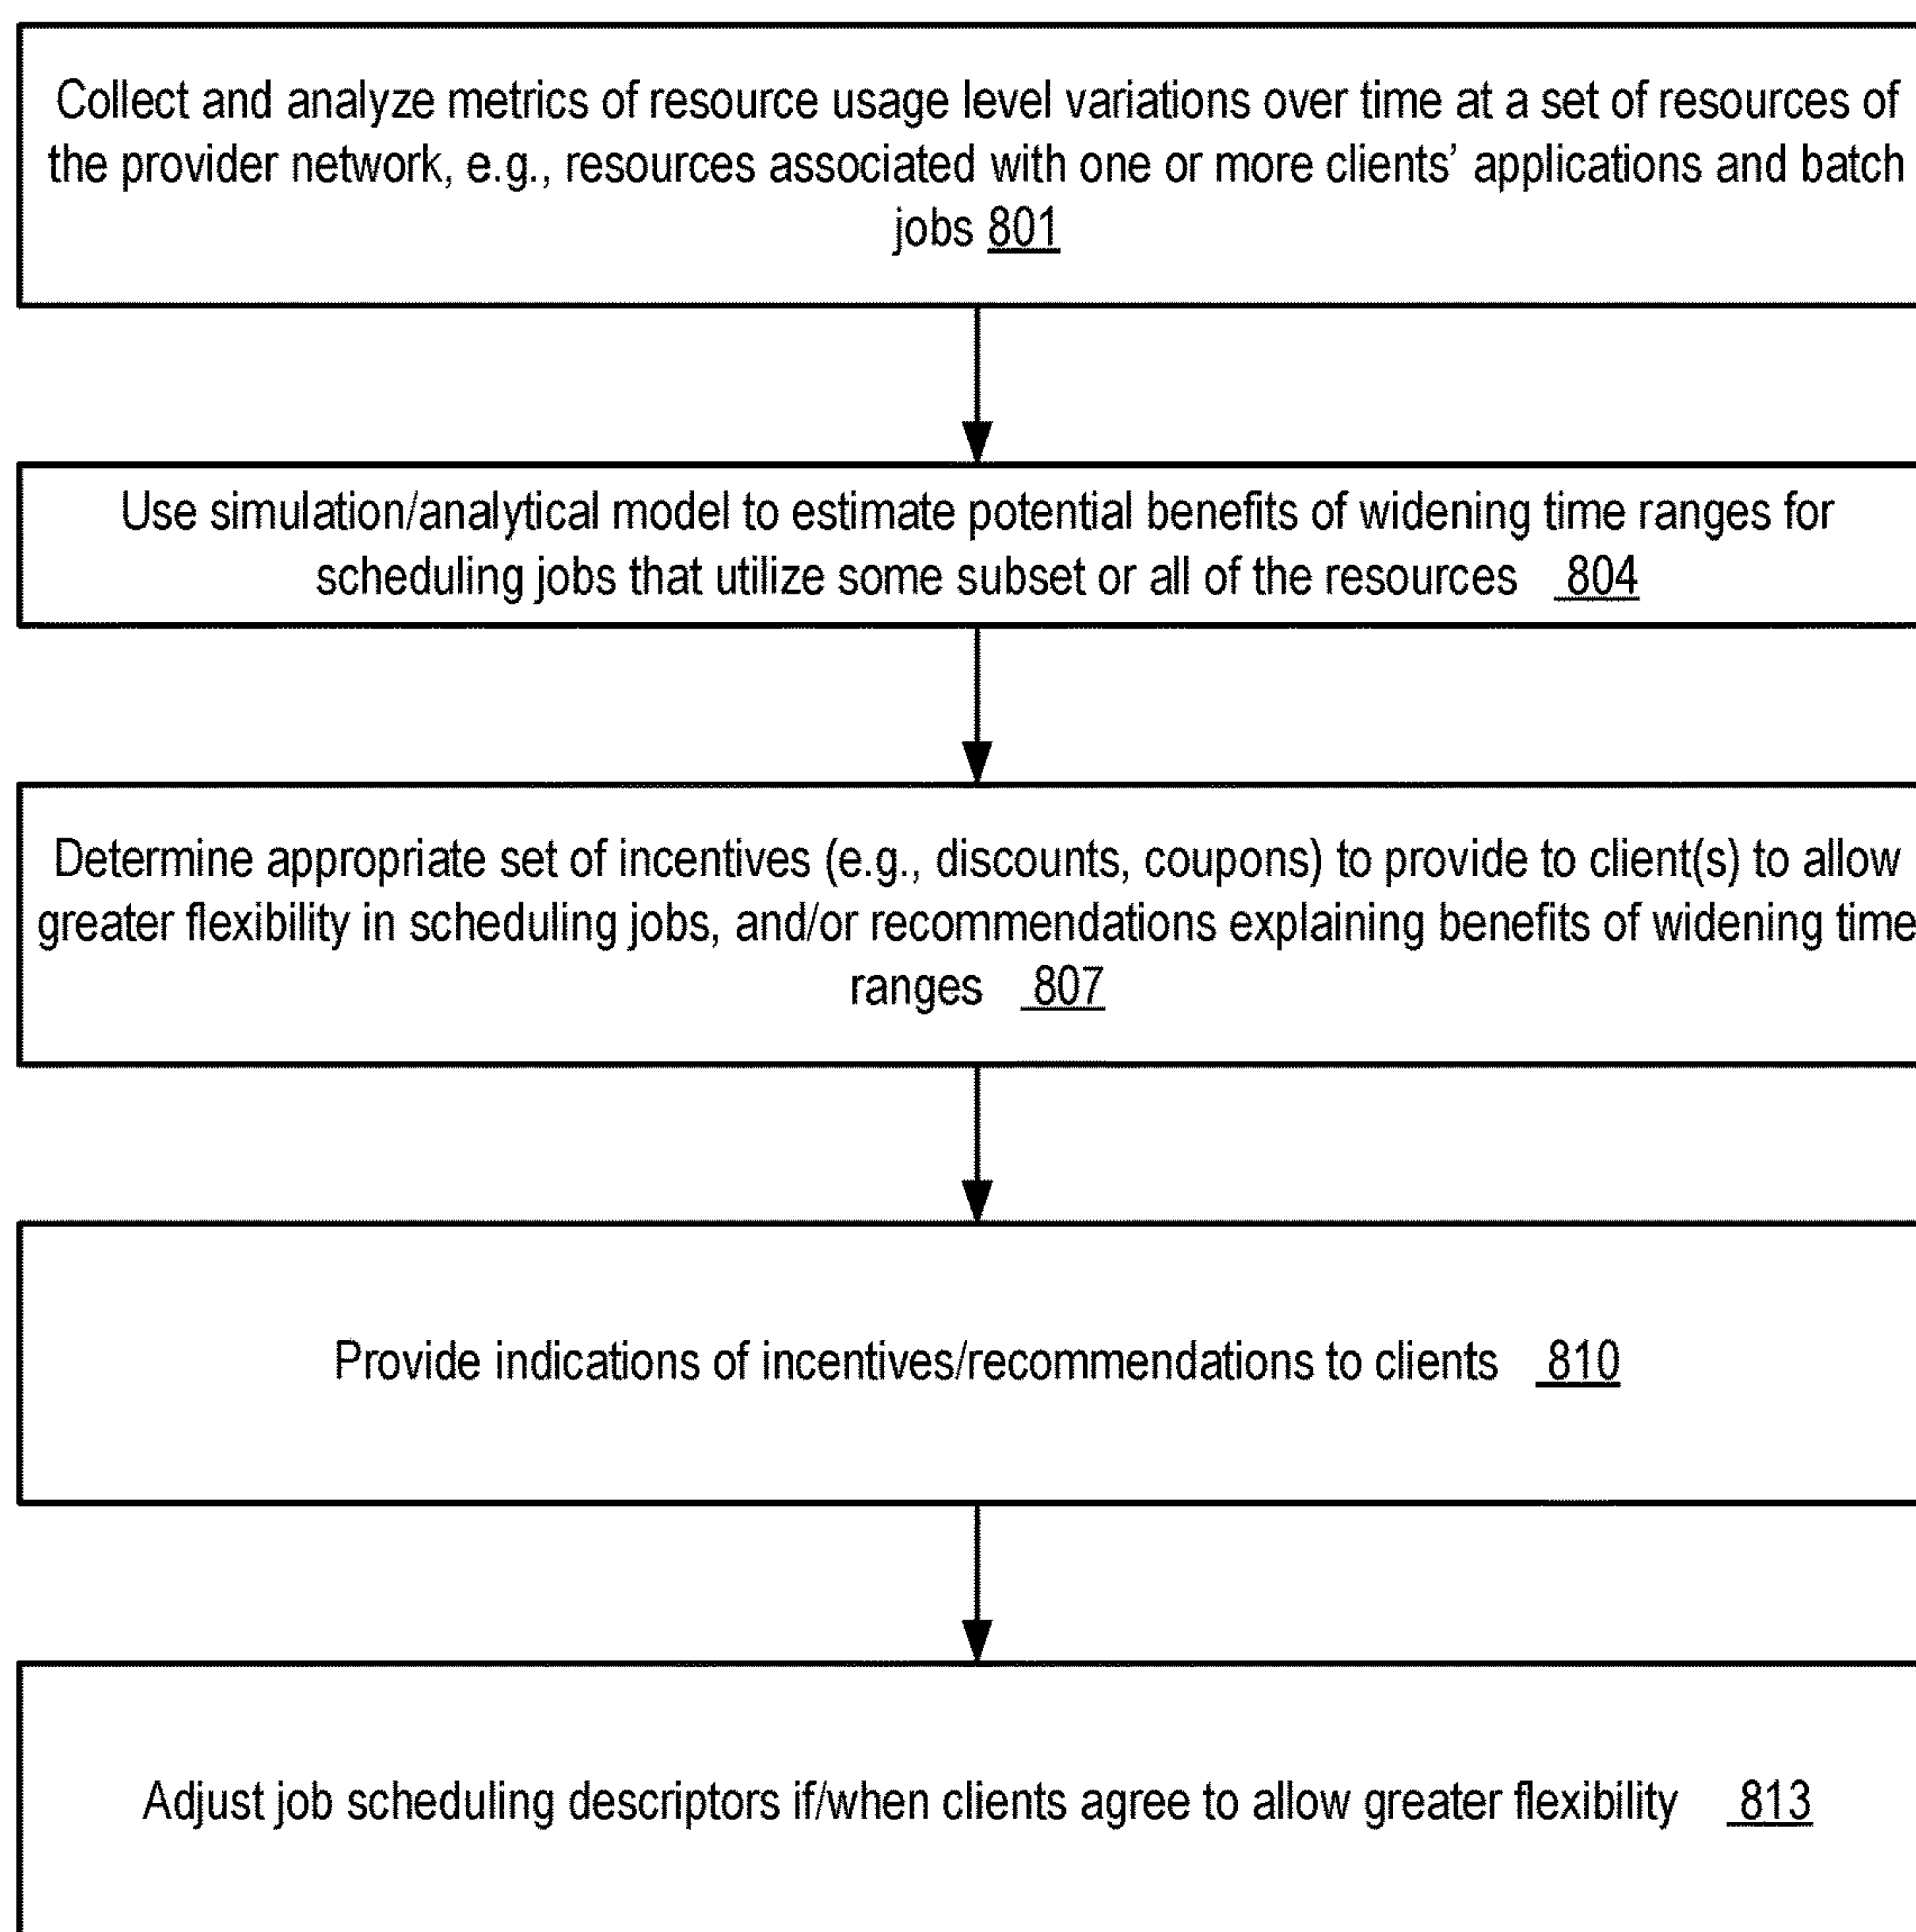 Collect and analyze metrics of resource usage level variations over time at a set of resources of
the provider network, e.g., resources associated with one or more clients' applications and batch
jobs 801
Use simulation/analytical model to estimate potential benefits of widening time ranges for
scheduling jobs that utilize some subset or all of the resources 804
Determine appropriate set of incentives (e.g., discounts, coupons) to provide to client(s) to allow
greater flexibility in scheduling jobs, and/or recommendations explaining benefits of widening time
ranges 807
Provide indications of incentives/recommendations to clients 810
Adjust job scheduling descriptors if/when clients agree to allow greater flexibility 813